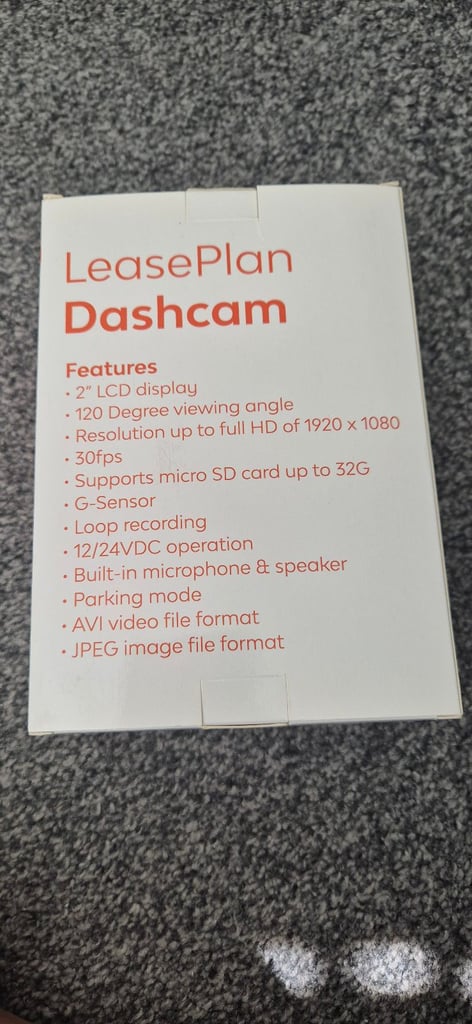 LeasePlan
Dashcam
Features
· 2" LCD display
· 120 Degree viewing angle
· Resolution up to full HD of 1920 x 1080
· 30fps
· Supports micro SD card up to 32G
· G-Sensor
· Loop recording
· 12/24VDC operation
· Built-in microphone & speaker
· Parking mode
· AVI video file format
· JPEG image file format